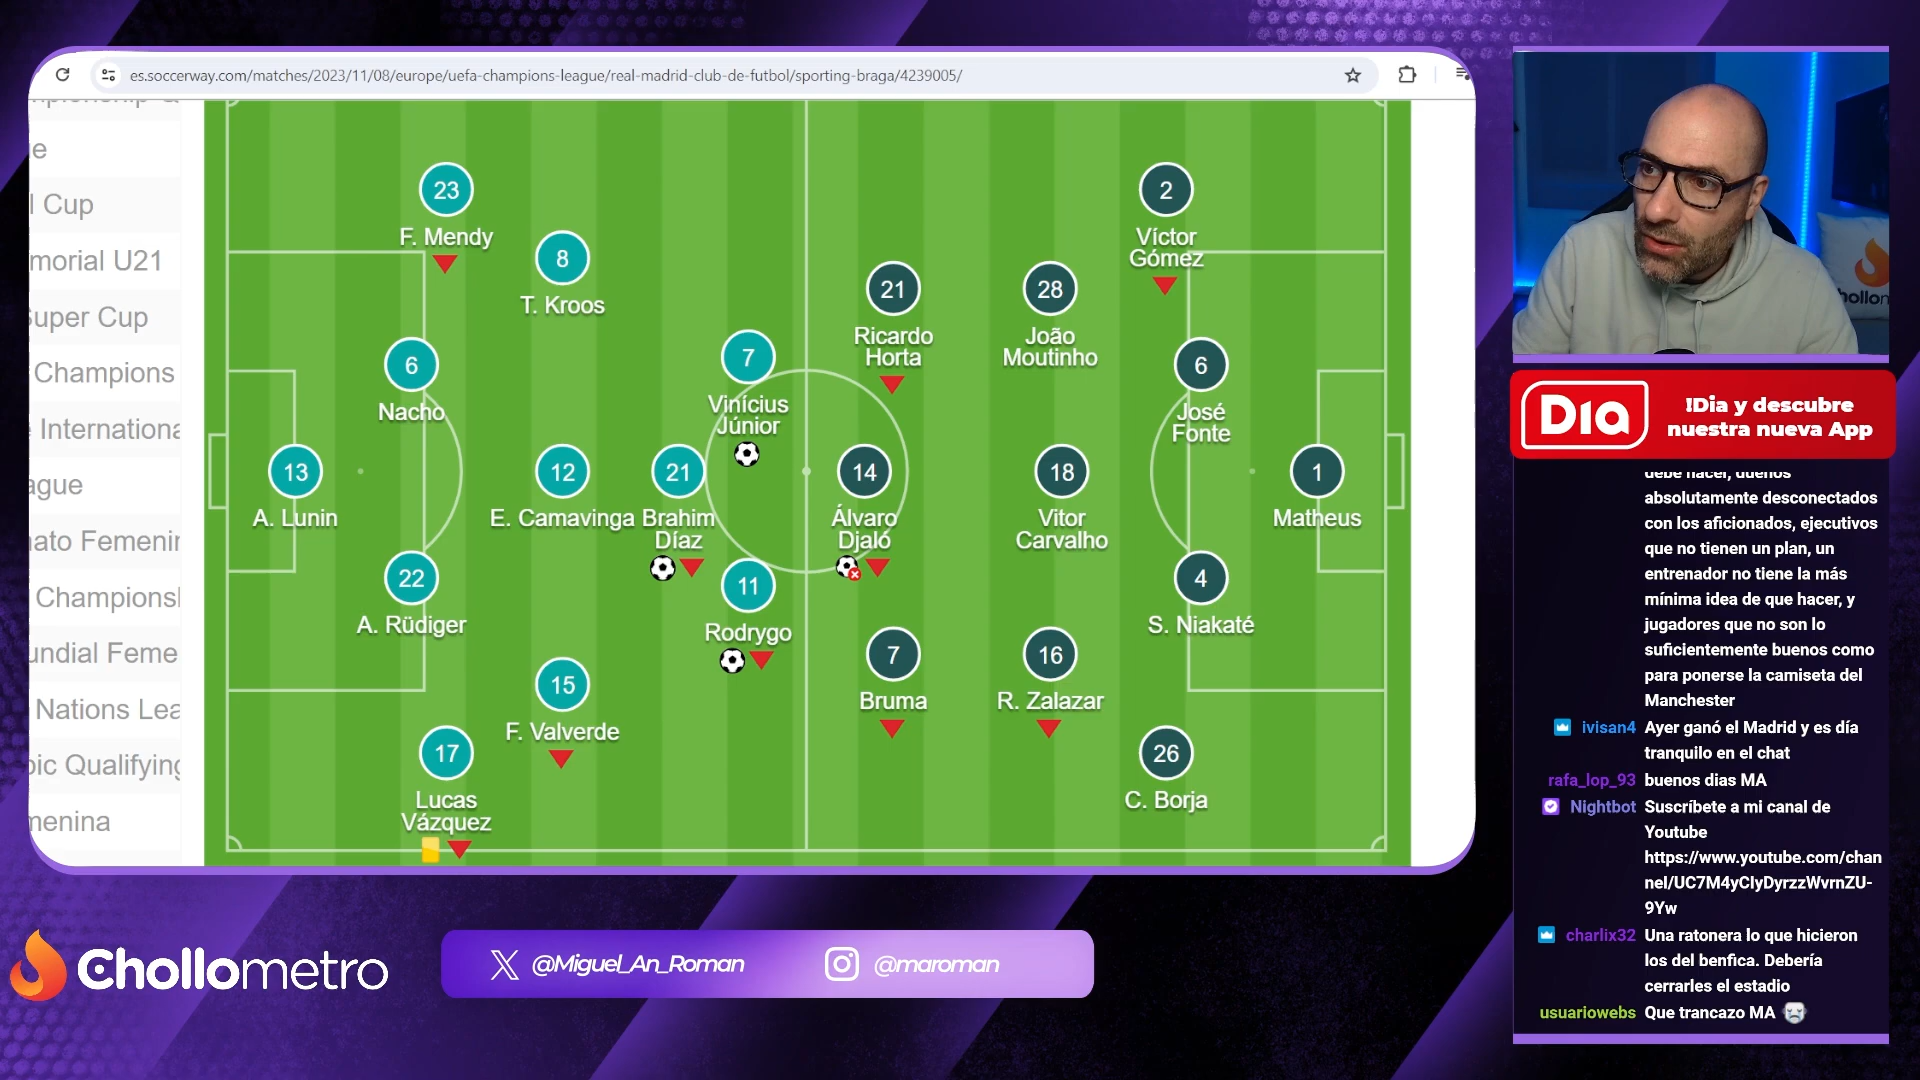 es.soccerway.com/matches/2023/11/08/europe/uefa-champions-league/real-madrid-club-de-futbol/sporting-braga/4239005/
e
l Cup
morial U21
Super Cup
Champions
e Internationa
ague
ato Femenin
Champions
undial Feme
Nations Lea
pic Qualifying
menina
23
F. Mendy
8
T. Kroos
6
Nacho
7
Vinícius
Júnior
13
A. Lunin
12
E. Camavinga
21
Brahim
Díaz
22
A. Rüdiger
11
Rodrygo
15
F. Valverde
17
Lucas
Vázquez
2
Víctor
Gómez
21
Ricardo
Horta
28
João
Moutinho
6
José
Fonte
14
Álvaro
Djaló
18
Vitor
Carvalho
1
Matheus
4
S. Niakaté
7
Bruma
16
R. Zalazar
26
C. Borja
Chollometro
@Miguel_An_Roman
@maroman
chollom
Dia
!Dia y descubre
nuestra nueva App
debe hacer, dueños
absolutamente desconectados
con los aficionados, ejecutivos
que no tienen un plan, un
entrenador no tiene la más
mínima idea de que hacer, y
jugadores que no son lo
suficientemente buenos como
para ponerse la camiseta del
Manchester
ivisan4 Ayer ganó el Madrid y es día
tranquilo en el chat
rafa_lop_93 buenos dias MA
Nightbot Suscríbete a mi canal de
Youtube
https://www.youtube.com/chan
nel/UC7M4yClyDyrzzWvrnZU-
9Yw
charlix32 Una ratonera lo que hicieron
los del benfica. Debería
cerrarles el estadio
usuariowebs Que trancazo MA